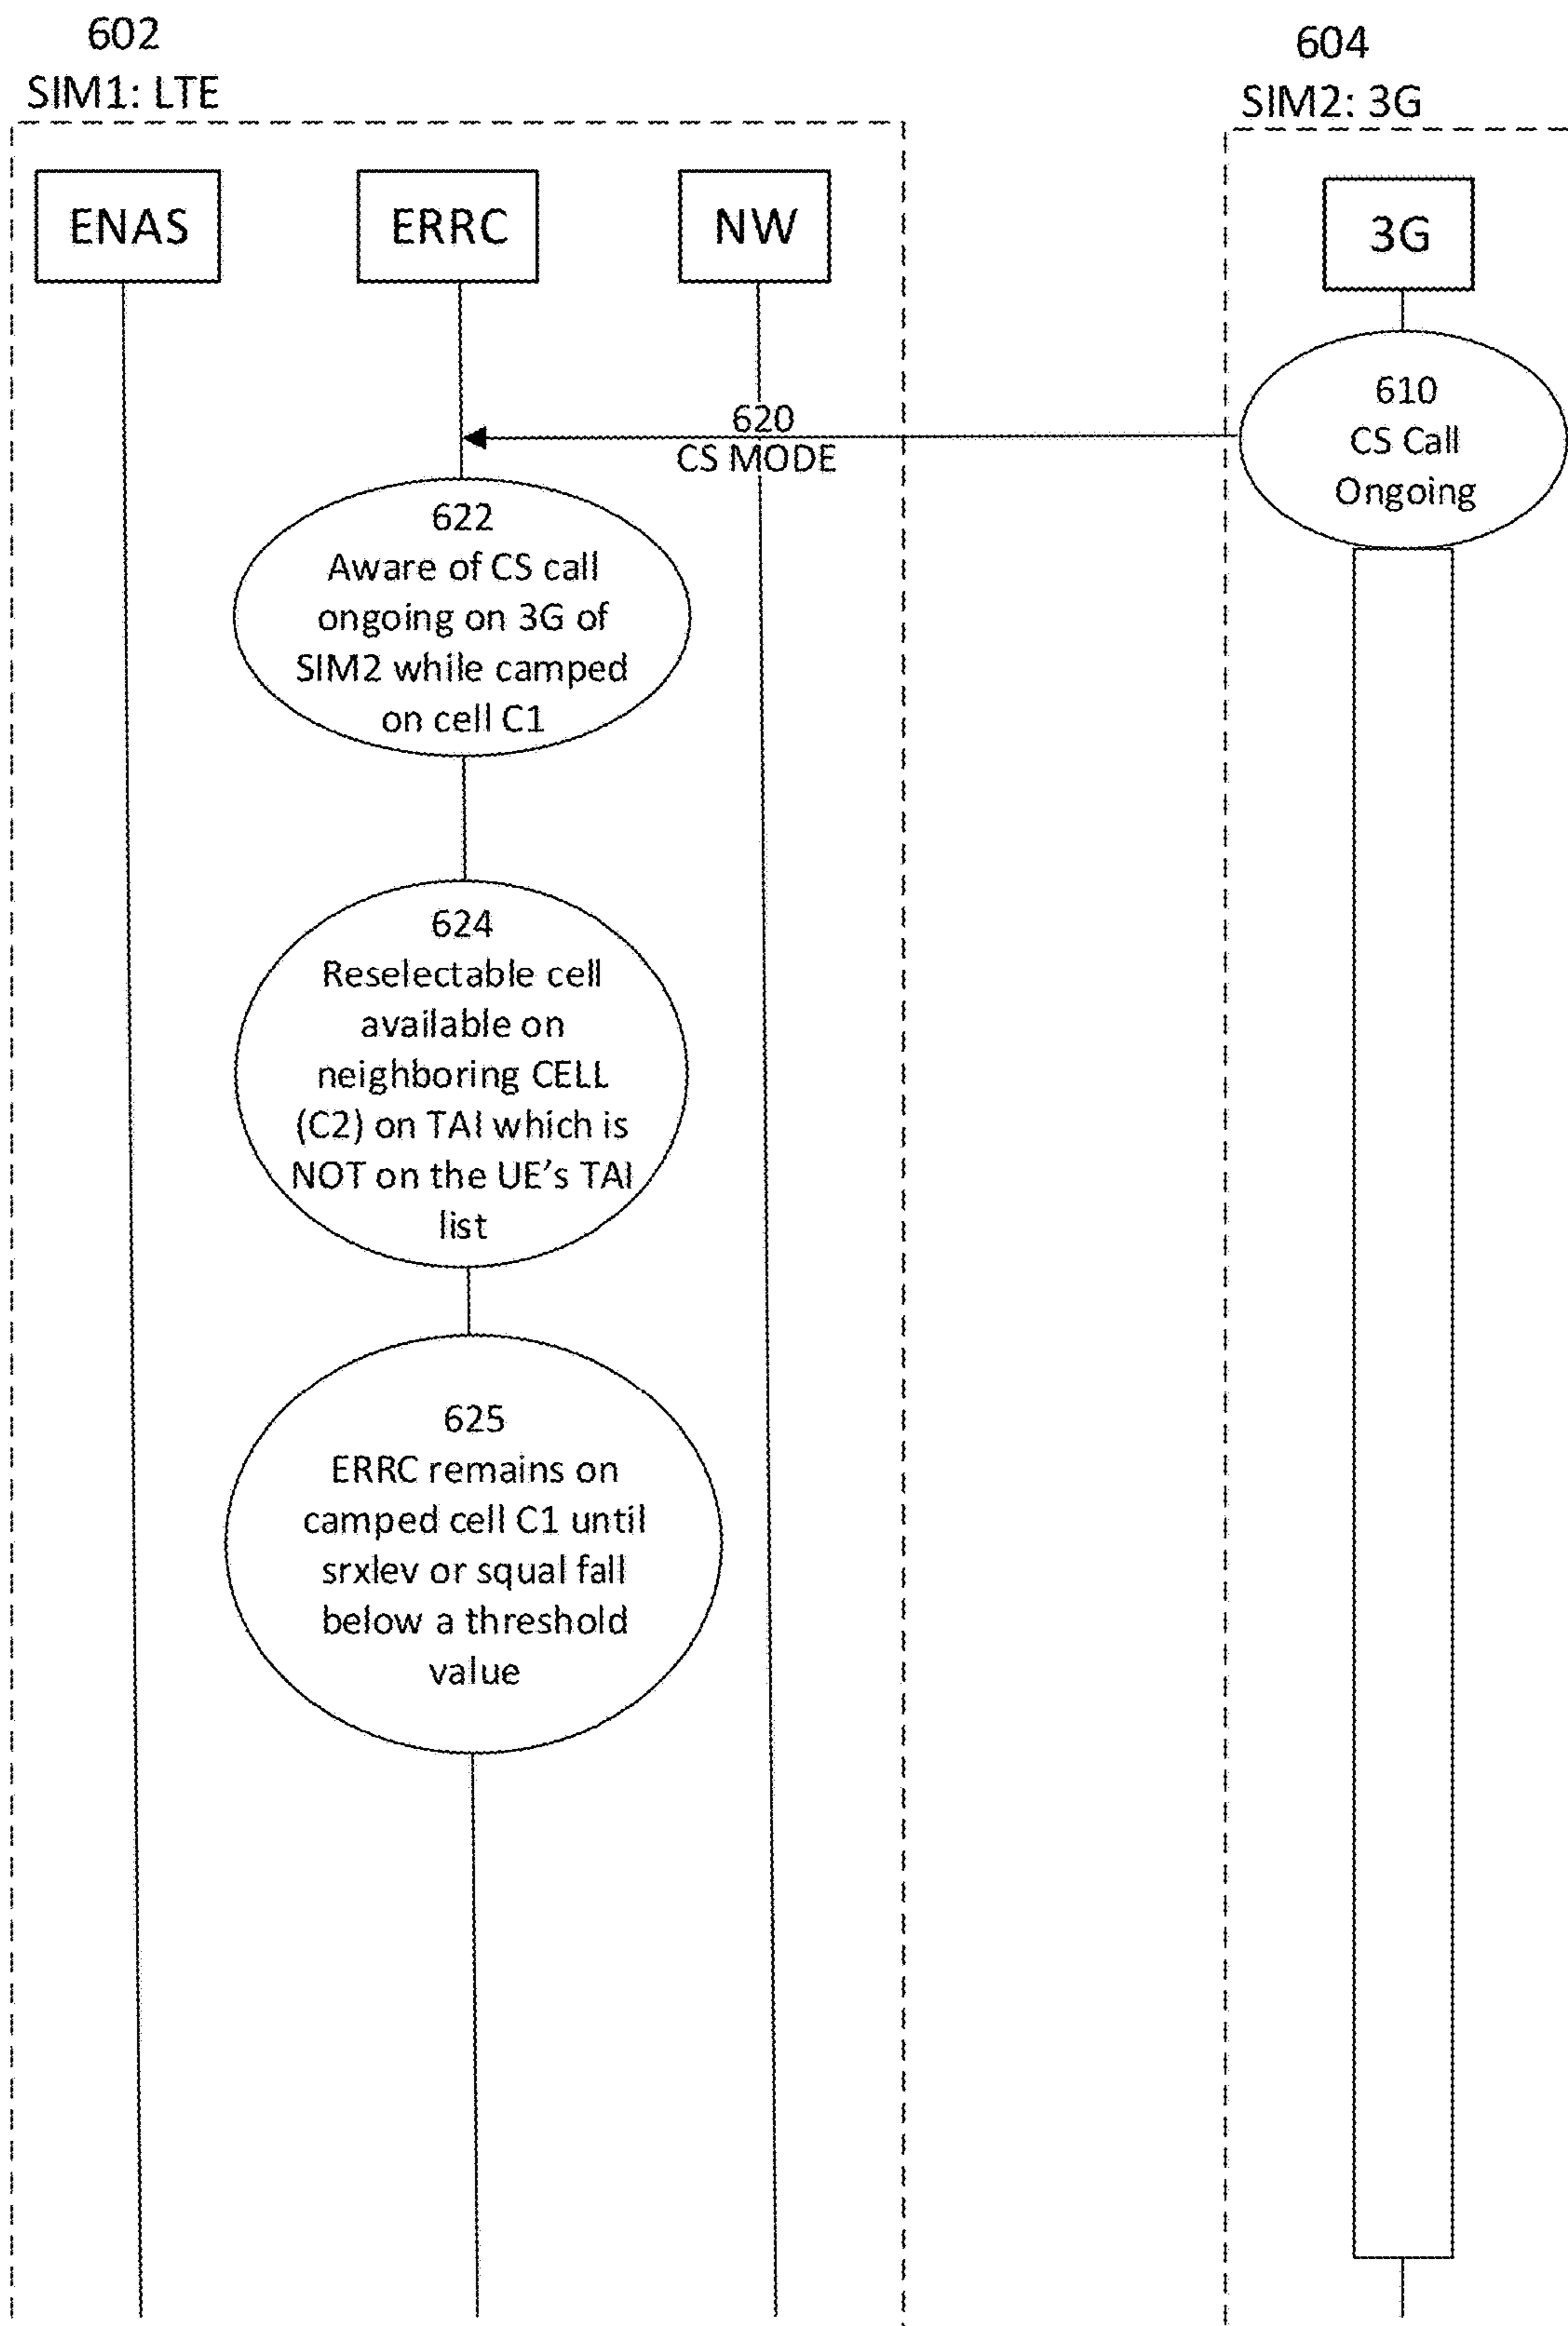 602
SIM1: LTE
604
SIM2: 3G
ENAS
ERRC
NW
3G
610
CS Call
Ongoing
620
CS MODE
622
Aware of CS call
ongoing on 3G of
SIM2 while camped
on cell C1
624
Reselectable cell
available on
neighboring CELL
(C2) on TAI which is
NOT on the UE's TAI
list
625
ERRC remains on
camped cell C1 until
srxlev or squal fall
below a threshold
value